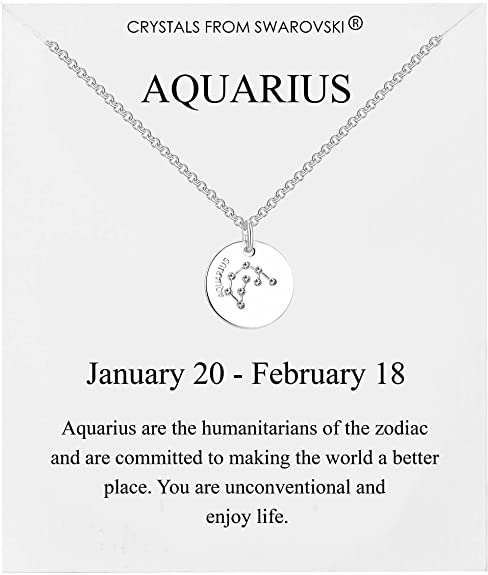 CRYSTALS FROM SWAROVSKI®
AQUARIUS
AQUARIUS
January 20 - February 18
Aquarius are the humanitarians of the zodiac
and are committed to making the world a better
place. You are unconventional and
enjoy life.